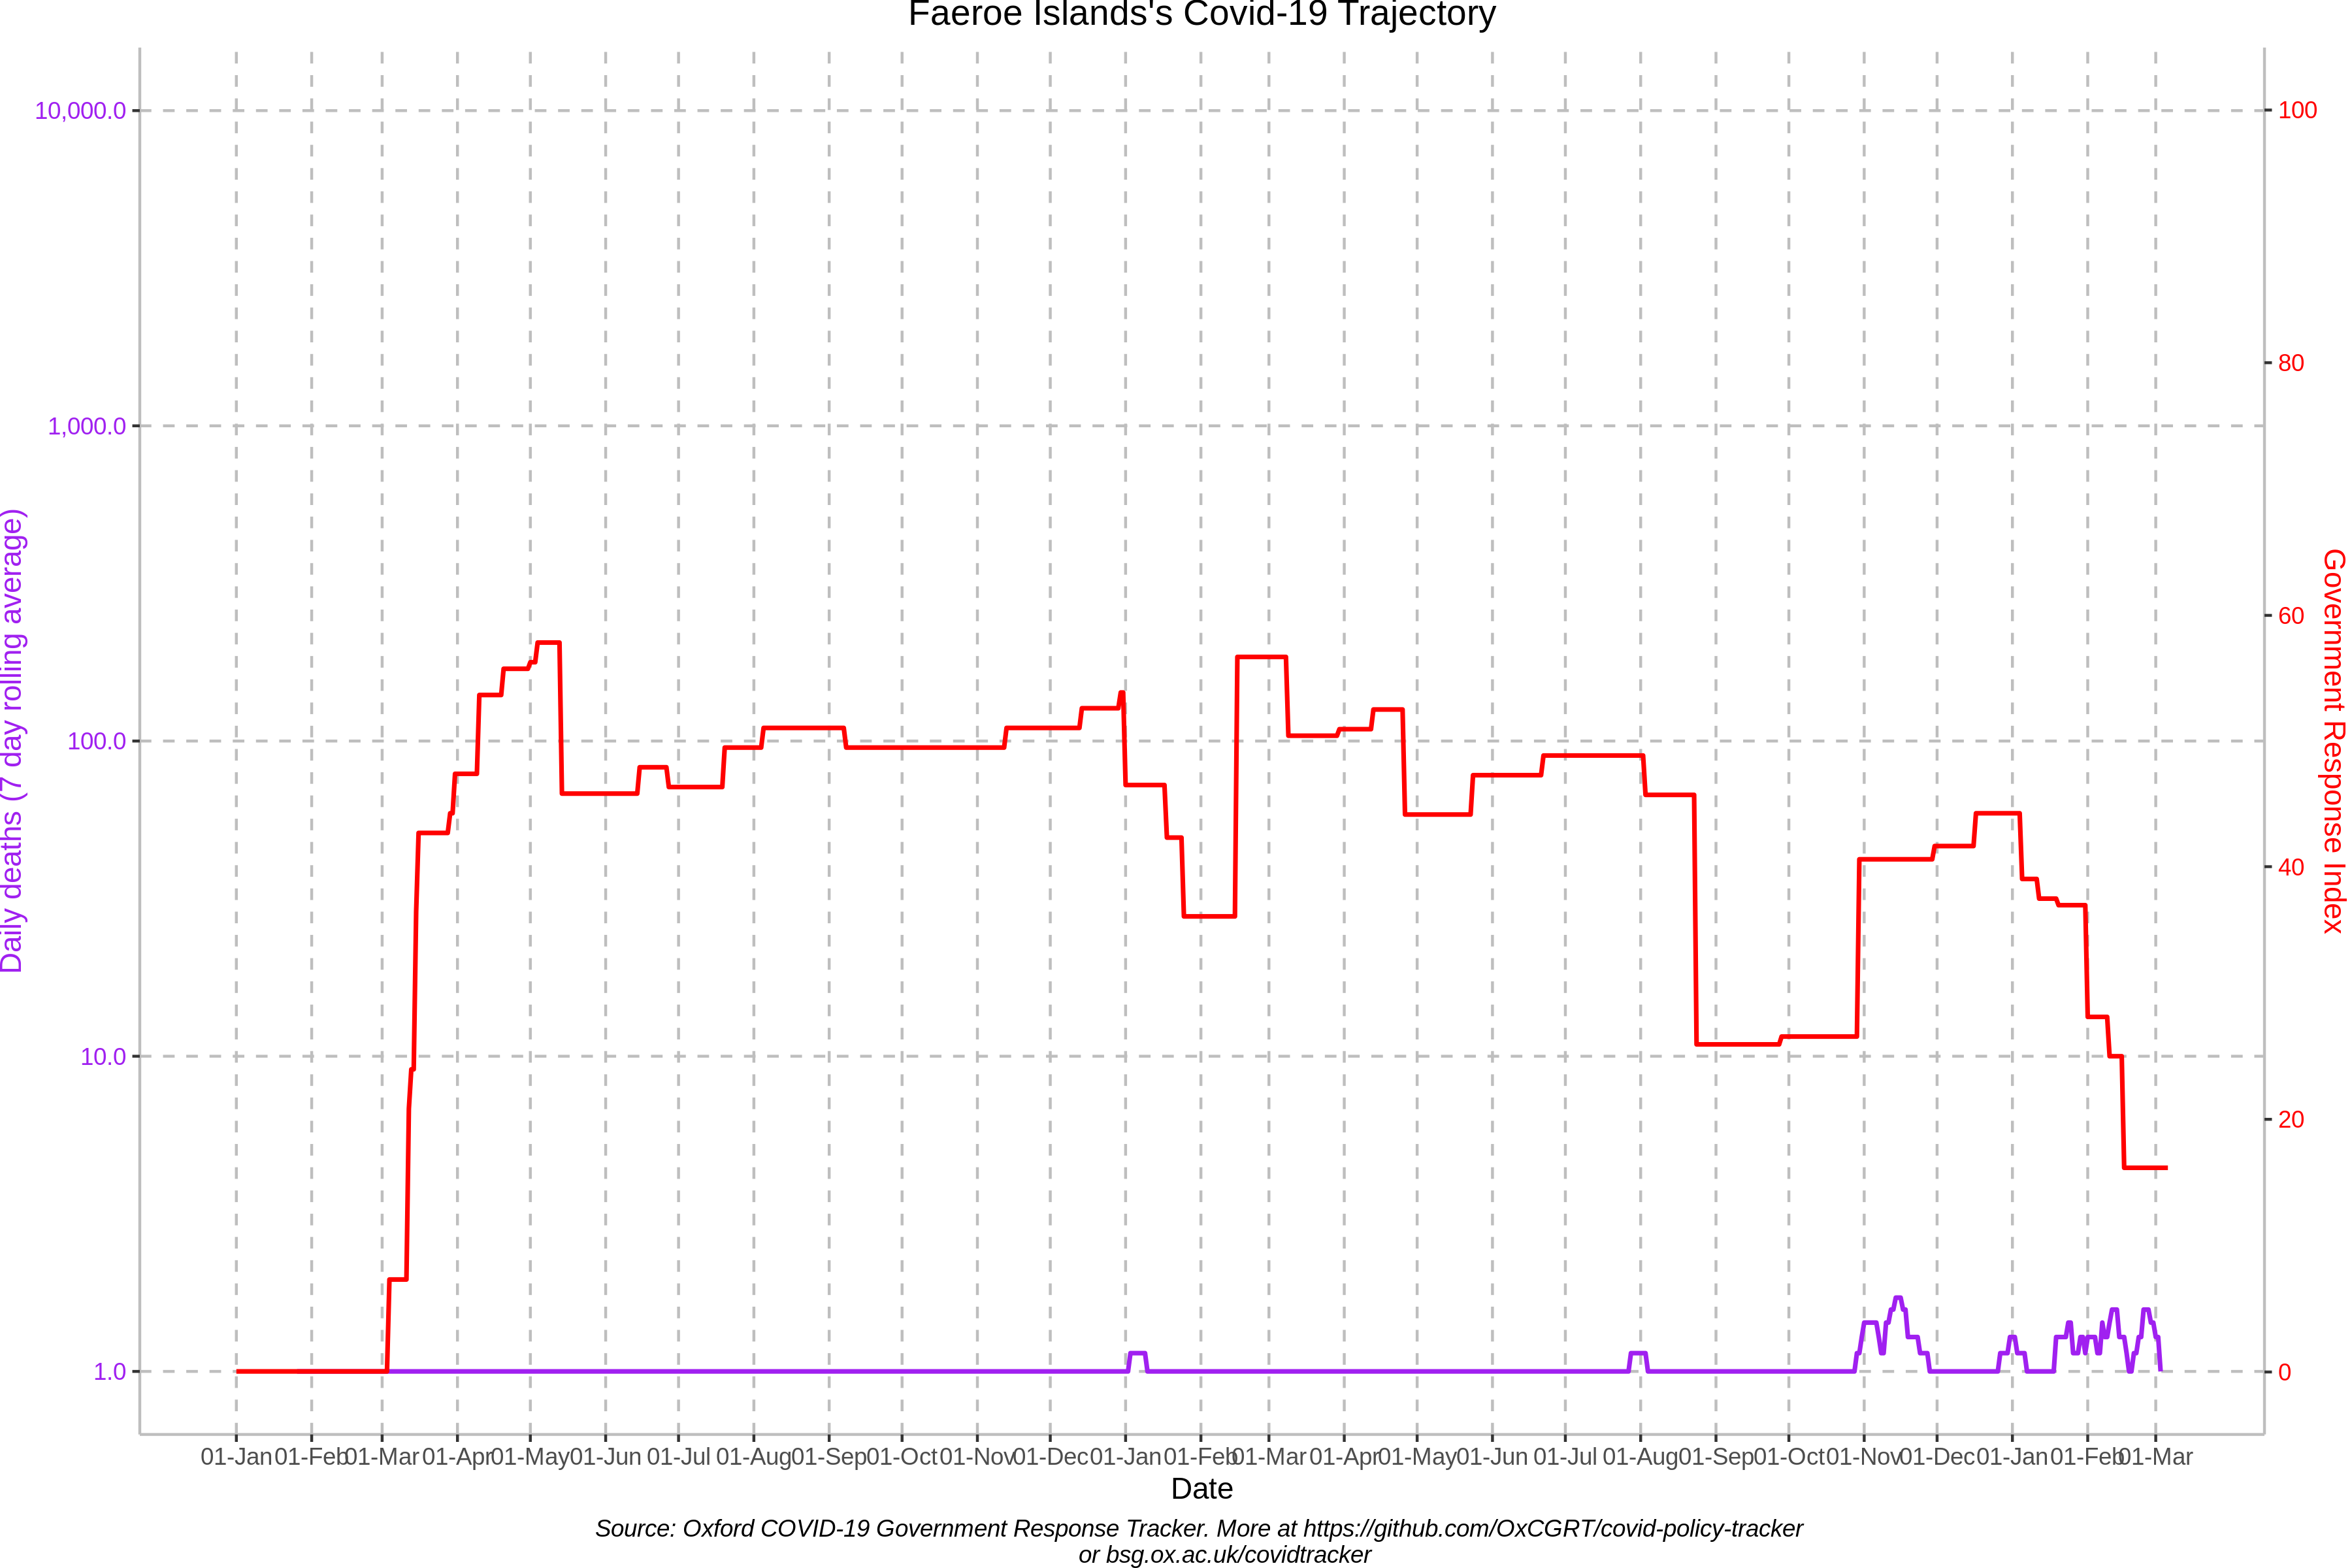 Faeroe Islands's Covid-19 Trajectory
10,000.0
1,000.0
100.0
10.0
1.0
Daily deaths (7 day rolling average)
100
80
60
40
20
0
Government Response Index
01-Jan 01-Feb 01-Mar 01-Apr 01-May 01-Jun 01-Jul 01-Aug 01-Sep 01-Oct 01-Nov 01-Dec 01-Jan 01-Feb 01-Mar 01-Apr 01-May 01-Jun 01-Jul 01-Aug 01-Sep 01-Oct 01-Nov 01-Dec 01-Jan 01-Feb 01-Mar
Date
Source: Oxford COVID-19 Government Response Tracker. More at https://github.com/OxCGRT/covid-policy-tracker
or bsg.ox.ac.uk/covidtracker